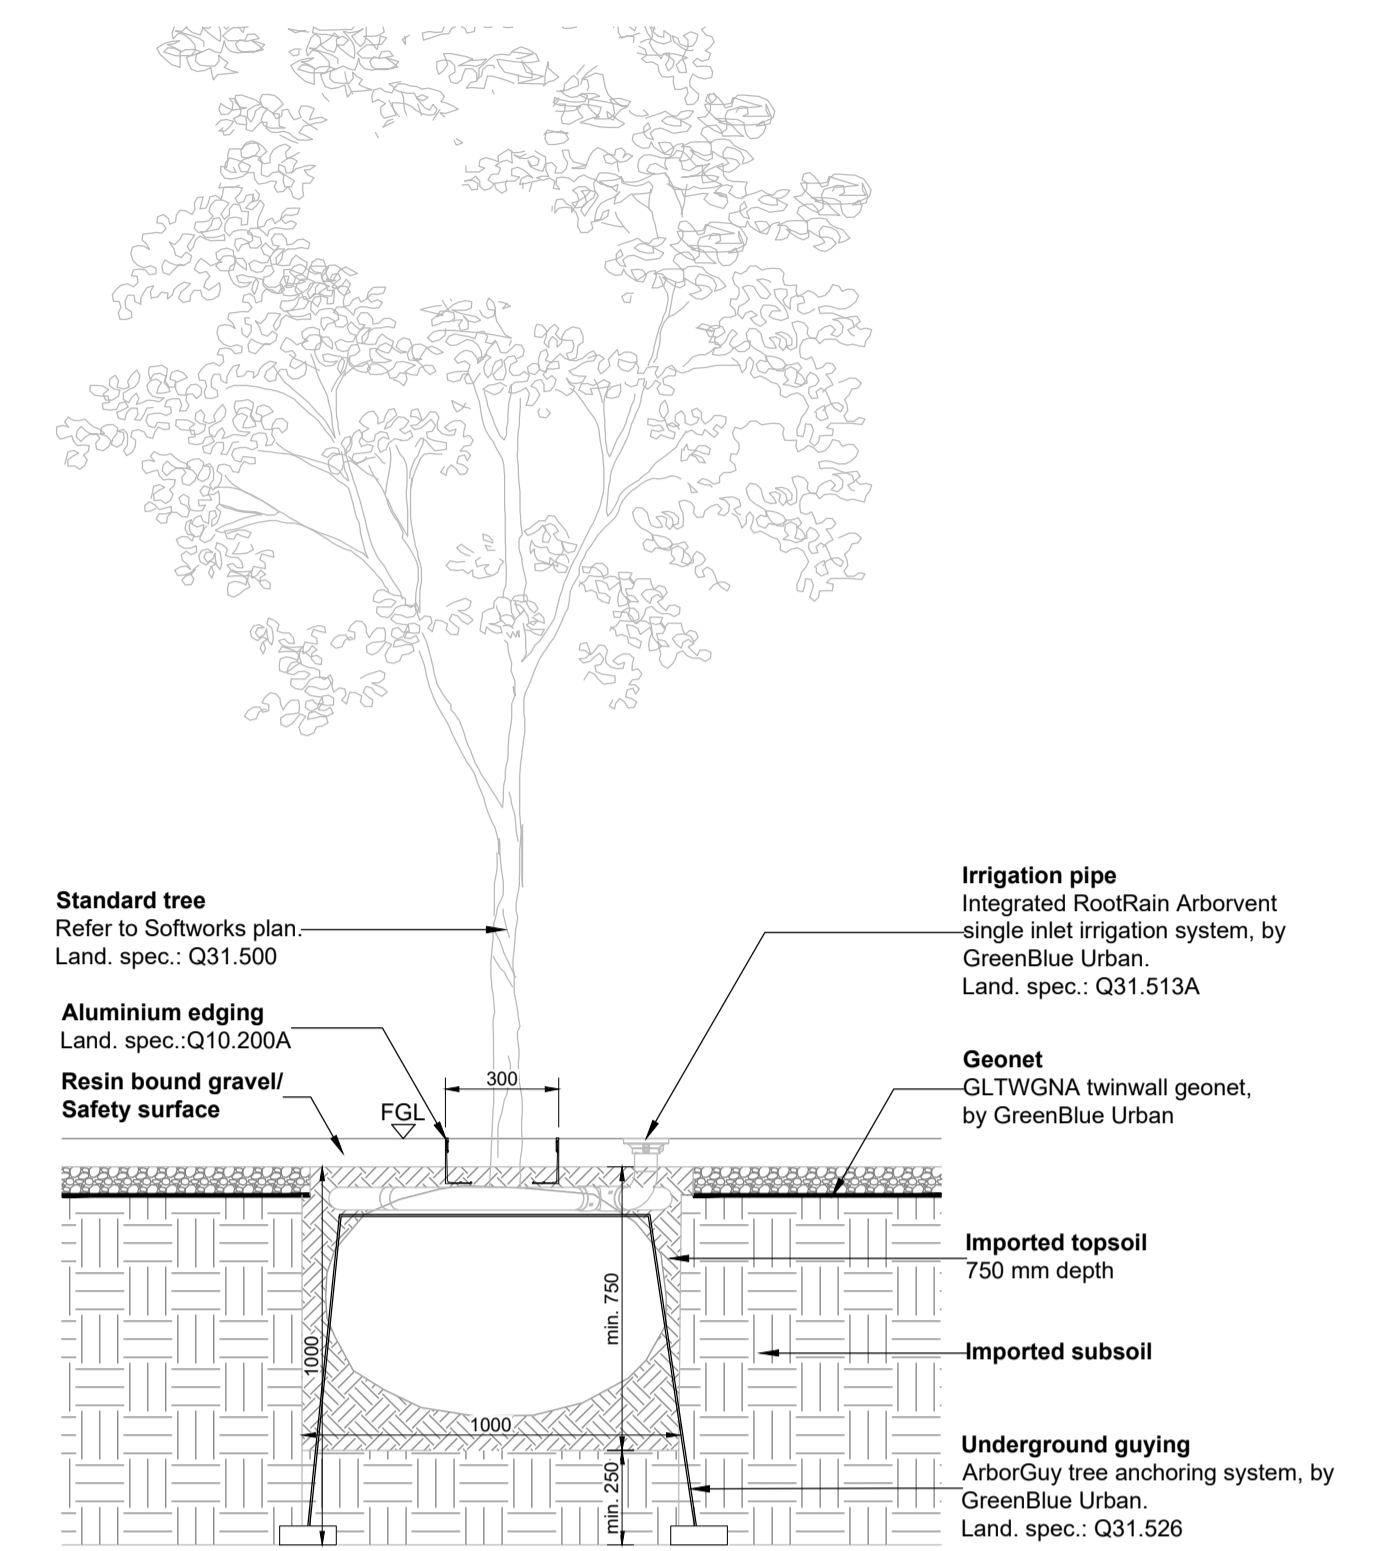 Standard tree
Refer to Softworks plan.
Land. spec.: Q31.500
Aluminium edging
Land. spec.:Q10.200A
Resin bound gravel/
Safety surface
FGL
300
Irrigation pipe
Integrated RootRain Arborvent
single inlet irrigation system, by
GreenBlue Urban.
Land. spec.: Q31.513A
Geonet
GLTWGNA twinwall geonet,
by GreenBlue Urban
Imported topsoil
750 mm depth
Imported subsoil
Underground guying
ArborGuy tree anchoring system, by
GreenBlue Urban.
Land. spec.: Q31.526
1000
min. 750
1000
min. 250